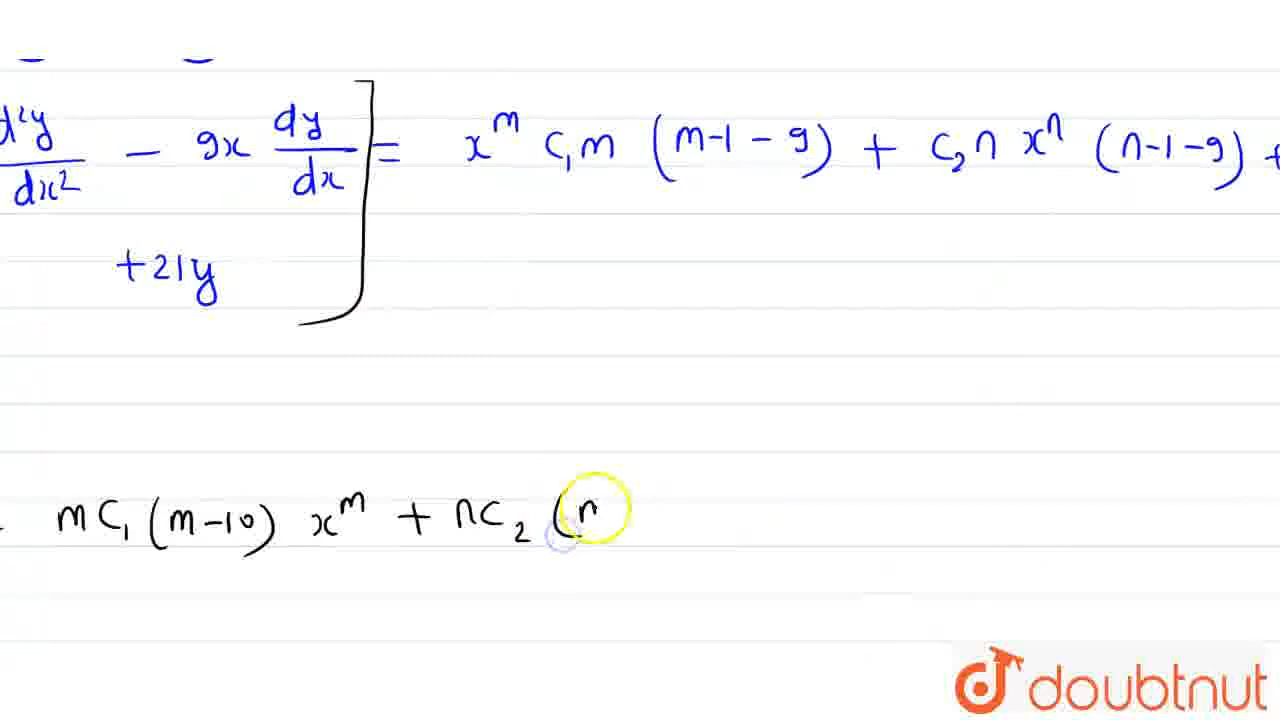 d²y/dx² - 9x dy/dx ] = x^m C₁m (m-1-9) + C₂n x^n (n-1-9) +
+21y
mC₁(m-10) x^m + nC₂ (n
doubtnut